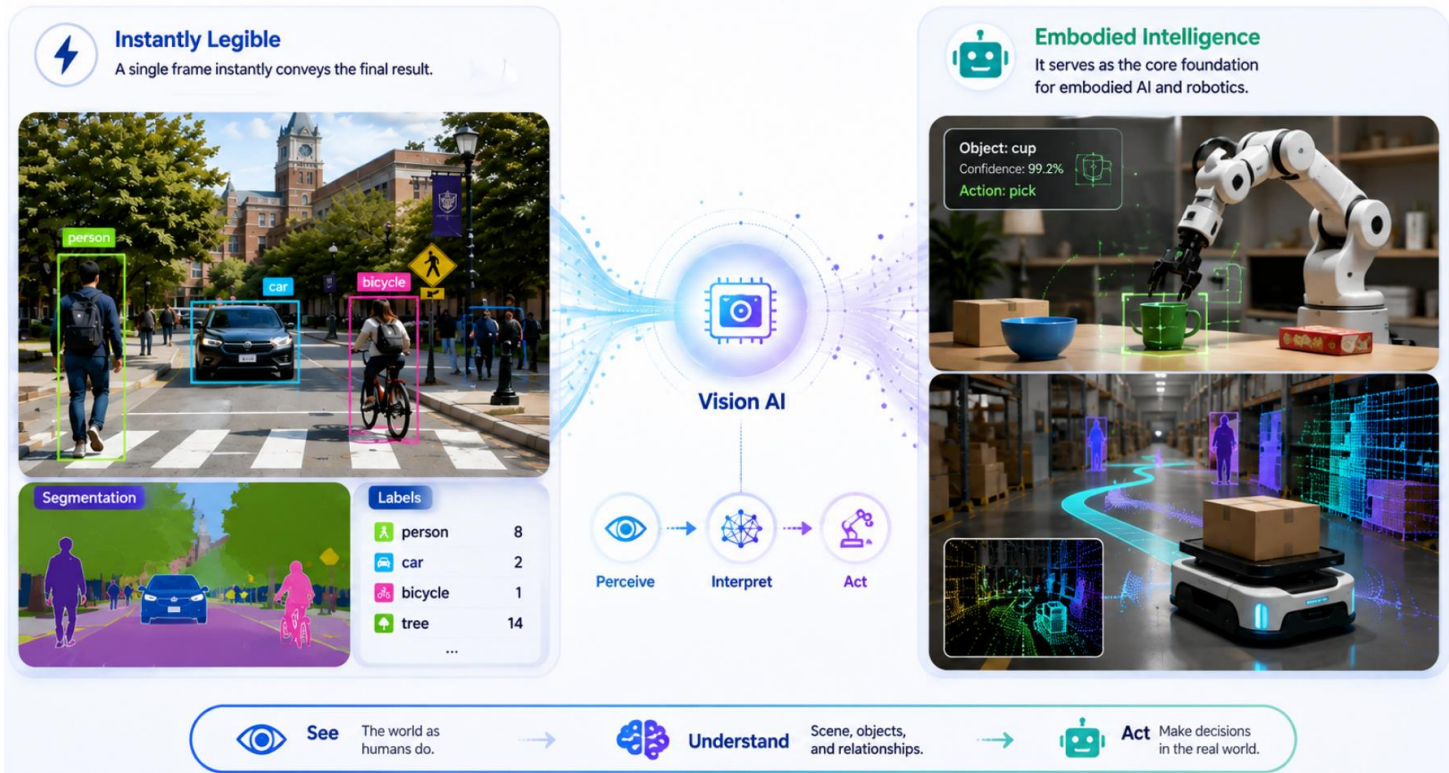 Instantly Legible
A single frame instantly conveys the final result.
person
car
bicycle
Segmentation
Labels
person 8
car 2
bicycle 1
tree 14
...
Vision AI
Perceive
Interpret
Act
Embodied Intelligence
It serves as the core foundation
for embodied AI and robotics.
Object: cup
Confidence: 99.2%
Action: pick
See
The world as
humans do.
Understand
Scene, objects,
and relationships.
Act
Make decisions
in the real world.